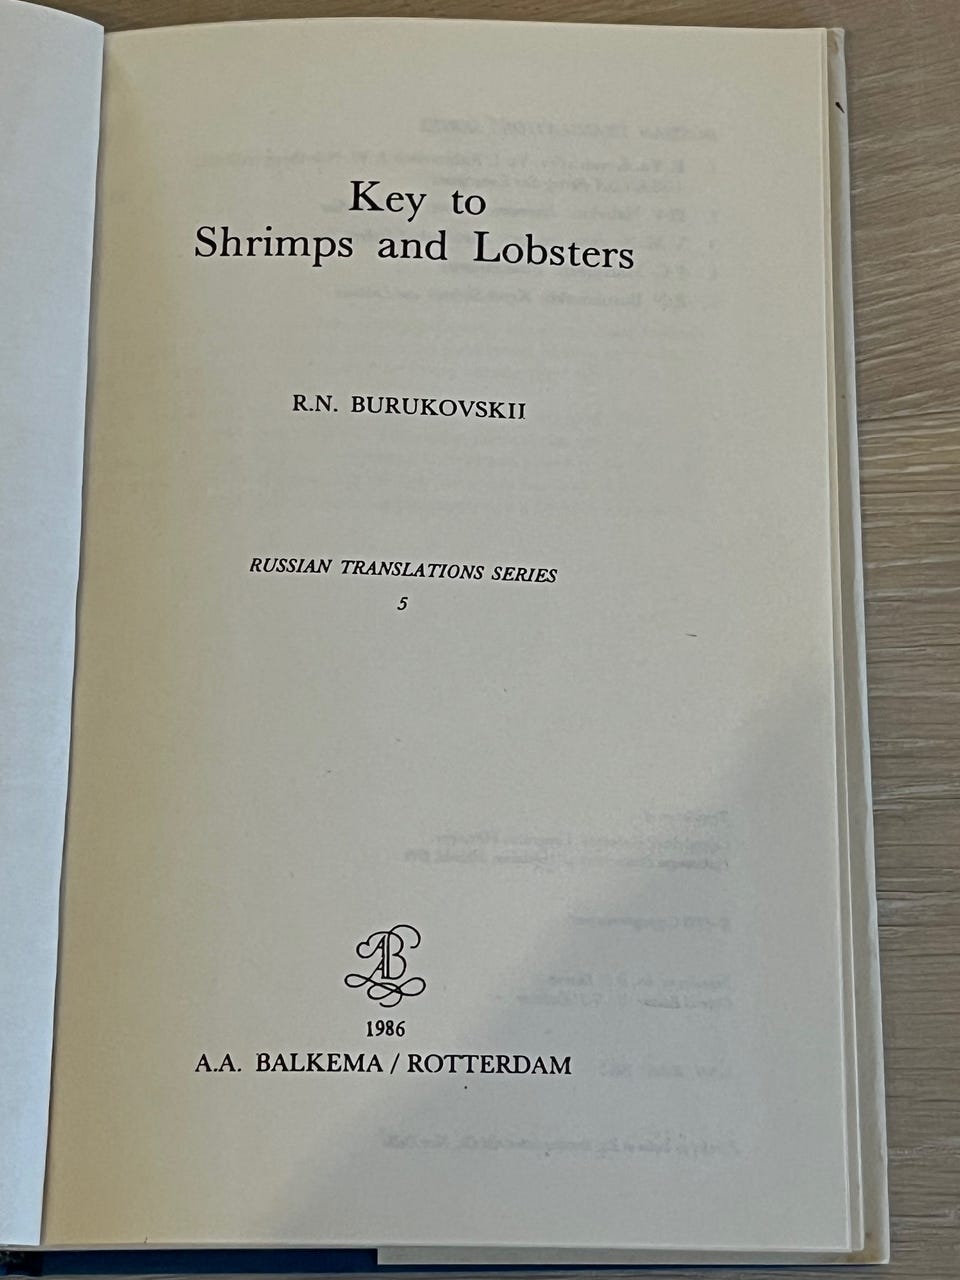 Key to
Shrimps and Lobsters
R.N. BURUKOVSKII
RUSSIAN TRANSLATIONS SERIES
5
1986
A.A. BALKEMA / ROTTERDAM